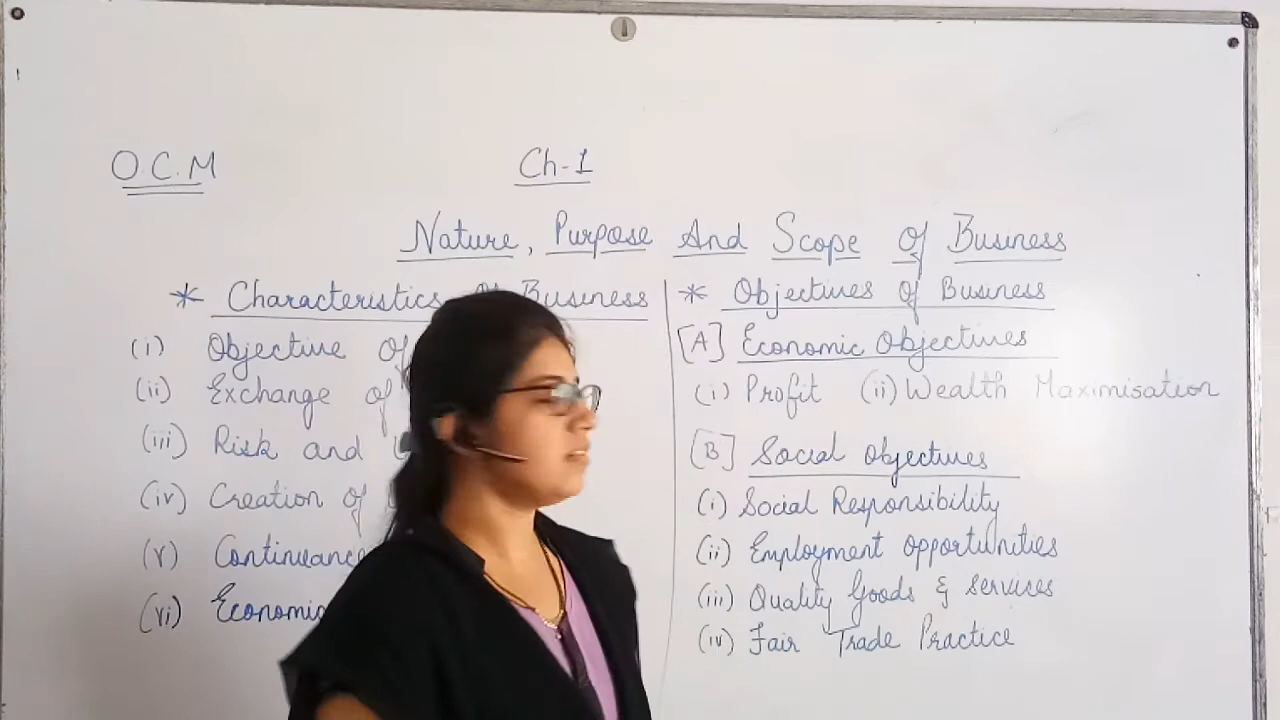 O.C.M
Ch-1
Nature, Purpose And Scope Of Business
* Characteristics Business
(i) Objective Of
(ii) Exchange of
(iii) Risk and
(iv) Creation of
(v) Continuance
(vi) Economic
* Objectives Of Business
[A] Economic Objectives
(i) Profit (ii) Wealth Maximisation
[B] Social Objectives
(i) Social Responsibility
(ii) Employment opportunities
(iii) Quality Goods & services
(iv) Fair Trade Practice